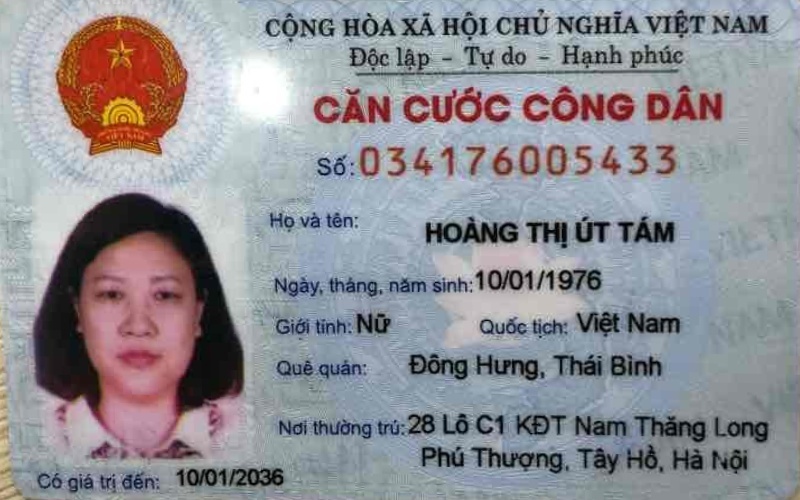 CỘNG HÒA XÃ HỘI CHỦ NGHĨA VIỆT NAM
Độc lập - Tự do - Hạnh phúc
CĂN CƯỚC CÔNG DÂN
Số: 034176005433
Họ và tên: HOÀNG THỊ ÚT TÁM
Ngày, tháng, năm sinh: 10/01/1976
Giới tính: Nữ Quốc tịch: Việt Nam
Quê quán: Đông Hưng, Thái Bình
Nơi thường trú: 28 Lô C1 KĐT Nam Thăng Long
Phú Thượng, Tây Hồ, Hà Nội
Có giá trị đến: 10/01/2036